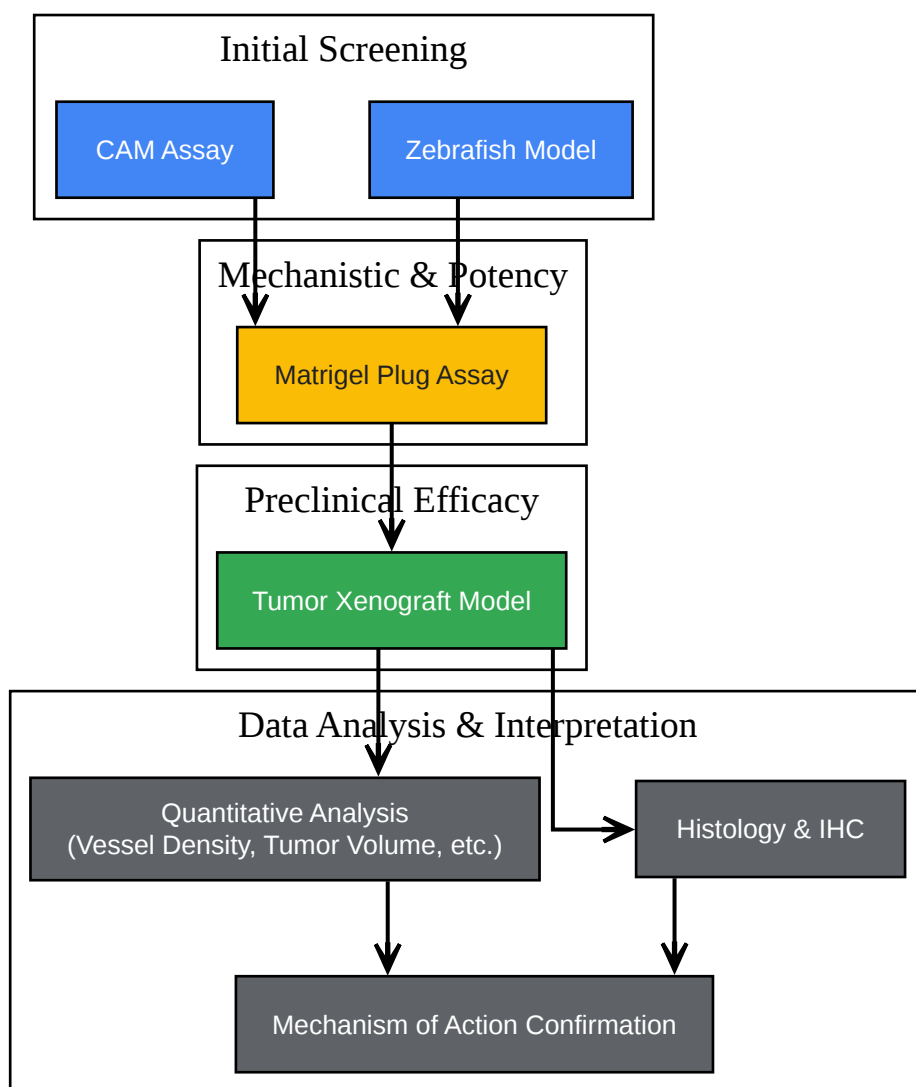 Initial Screening
CAM Assay
Zebrafish Model
Mechanistic & Potency
Matrigel Plug Assay
Preclinical Efficacy
Tumor Xenograft Model
Data Analysis & Interpretation
Quantitative Analysis
(Vessel Density, Tumor Volume, etc.)
Histology & IHC
Mechanism of Action Confirmation